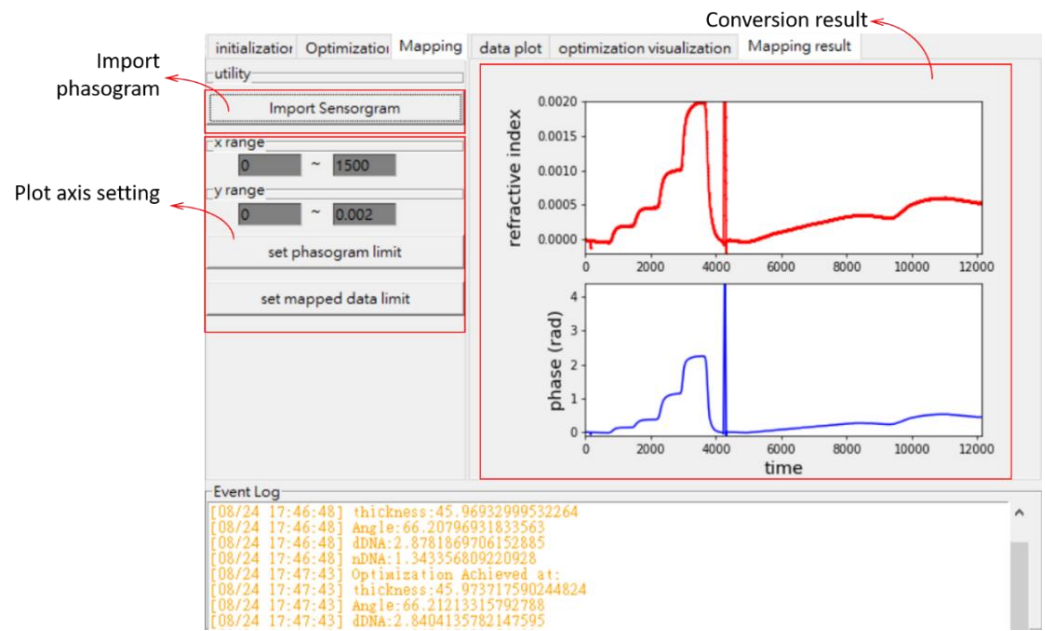 Conversion result
initialization Optimization Mapping data plot optimization visualization Mapping result
Import
phasogram
utility
Import Sensorgram
x range
0 ~ 1500
Plot axis setting
y range
0 ~ 0.002
set phasogram limit
set mapped data limit
refractive index
0.0020
0.0015
0.0010
0.0005
0.0000
0 2000 4000 6000 8000 10000 12000
phase (rad)
4
3
2
1
0
0 2000 4000 6000 8000 10000 12000
time
Event Log
[08/24 17:46:48] thickness:45.96932999532264
[08/24 17:46:48] Angle:66.20796931833563
[08/24 17:46:48] dDNA:2.8781869706152885
[08/24 17:46:48] nDNA:1.343356809220928
[08/24 17:47:43] Optimization Achieved at:
[08/24 17:47:43] thickness:45.973717590244824
[08/24 17:47:43] Angle:66.21213315792788
[08/24 17:47:43] dDNA:2.8404135782147595